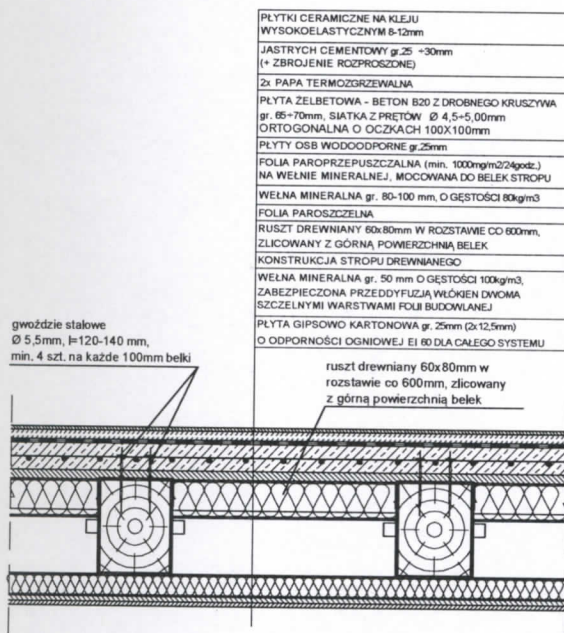 PŁYTKI CERAMICZNE NA KLEJU
WYSOKOELASTYCZNYM 8-12mm
JASTRYCH CEMENTOWY gr.25 ÷30mm
(+ ZBROJENIE ROZPROSZONE)
2x PAPA TERMOZGRZEWALNA
PŁYTA ŻELBETOWA - BETON B20 Z DROBNEGO KRUSZYWA
gr. 65÷70mm, SIATKA Z PRĘTÓW Ø 4,5÷5,00mm
ORTOGONALNA O OCZKACH 100X100mm
PŁYTY OSB WODOODPORNE gr.25mm
FOLIA PAROPRZEPUSZCZALNA (min. 1000mg/m2/24godz.)
NA WEŁNIE MINERALNEJ, MOCOWANA DO BELEK STROPU
WEŁNA MINERALNA gr. 80-100 mm, O GĘSTOŚCI 80kg/m3
FOLIA PAROSZCZELNA
RUSZT DREWNIANY 60x80mm W ROZSTAWIE CO 600mm,
ZLICOWANY Z GÓRNĄ POWIERZCHNIĄ BELEK
KONSTRUKCJA STROPU DREWNIANEGO
WEŁNA MINERALNA gr. 50 mm O GĘSTOŚCI 100kg/m3,
ZABEZPIECZONA PRZEDDYFUZJĄ WŁÓKIEN DWOMA
SZCZELNYMI WARSTWAMI FOLII BUDOWLANEJ
PŁYTA GIPSOWO KARTONOWA gr. 25mm (2x12,5mm)
O ODPORNOŚCI OGNIOWEJ EI 60 DLA CAŁEGO SYSTEMU
gwoździe stalowe
Ø 5,5mm, l=120-140 mm,
min. 4 szt. na każde 100mm belki
ruszt drewniany 60x80mm w
rozstawie co 600mm, zlicowany
z górną powierzchnią belek